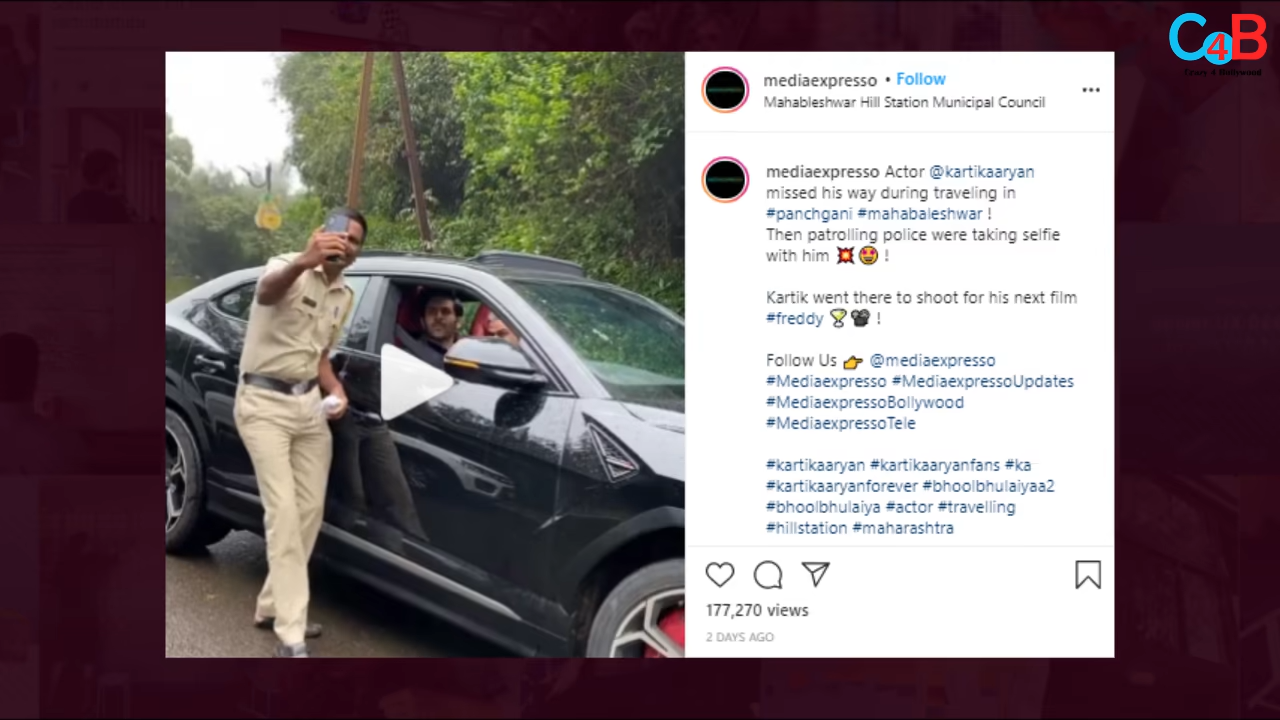 C4B
Crazy 4 Bollywood
mediaexpresso • Follow
Mahableshwar Hill Station Municipal Council
mediaexpresso Actor @kartikaaryan
missed his way during traveling in
#panchgani #mahabaleshwar !
Then patrolling police were taking selfie
with him 💥🤩 !
Kartik went there to shoot for his next film
#freddy 🏆📽 !
Follow Us 👉 @mediaexpresso
#Mediaexpresso #MediaexpressoUpdates
#MediaexpressoBollywood
#MediaexpressoTele
#kartikaaryan #kartikaaryanfans #ka
#kartikaaryanforever #bhoolbhulaiyaa2
#bhoolbhulaiya #actor #travelling
#hillstation #maharashtra
177,270 views
2 DAYS AGO